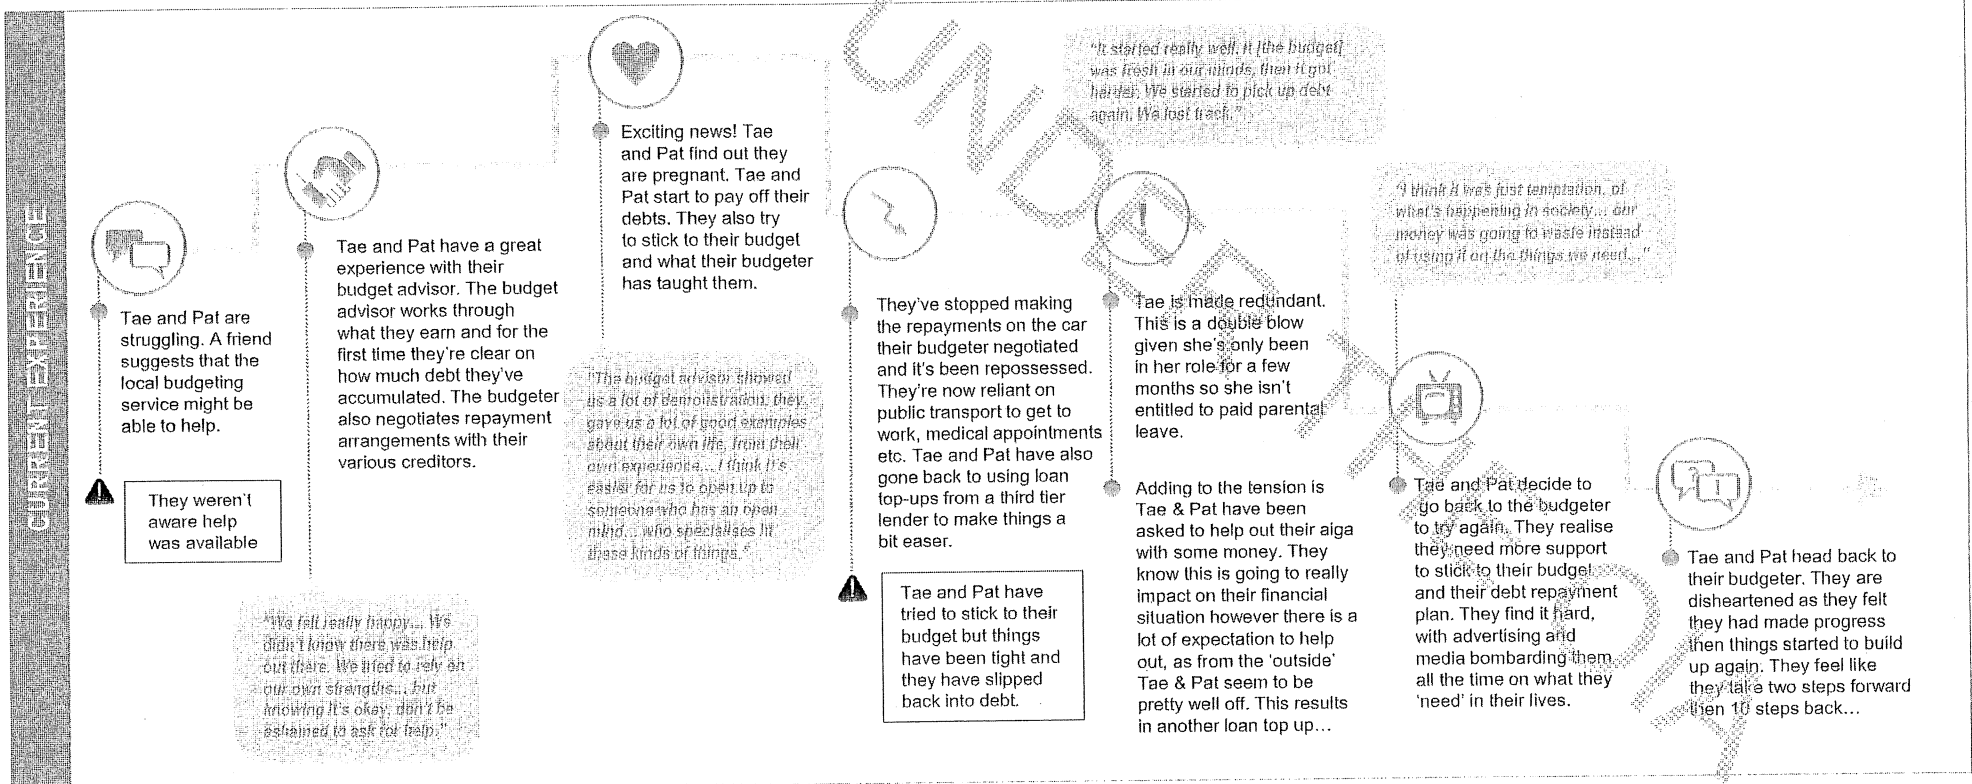 CURRENT EXPERIENCE
Tae and Pat are
struggling. A friend
suggests that the
local budgeting
service might be
able to help.
They weren't
aware help
was available
Tae and Pat have a great
experience with their
budget advisor. The budget
advisor works through
what they earn and for the
first time they're clear on
how much debt they've
accumulated. The budgeter
also negotiates repayment
arrangements with their
various creditors.
"We felt really happy... We
didn't know there was help
out there. We tried to rely on
our own strengths... but
knowing it's okay, don't be
ashamed to ask for help."
Exciting news! Tae
and Pat find out they
are pregnant. Tae and
Pat start to pay off their
debts. They also try
to stick to their budget
and what their budgeter
has taught them.
"The budget advisor showed
us a lot of demonstration, they
gave us a lot of good examples
about their own life, from their
own experience... I think it's
easier for us to open up to
someone who has an open
mind... who specialises in
these kinds of things."
They've stopped making
the repayments on the car
their budgeter negotiated
and it's been repossessed.
They're now reliant on
public transport to get to
work, medical appointments
etc. Tae and Pat have also
gone back to using loan
top-ups from a third tier
lender to make things a
bit easer.
Tae and Pat have
tried to stick to their
budget but things
have been tight and
they have slipped
back into debt.
"It started really well, it [the budget]
was fresh in our minds, then it got
harder. We started to pick up debt
again. We lost track."
Tae is made redundant.
This is a double blow
given she's only been
in her role for a few
months so she isn't
entitled to paid parental
leave.
Adding to the tension is
Tae & Pat have been
asked to help out their aiga
with some money. They
know this is going to really
impact on their financial
situation however there is a
lot of expectation to help
out, as from the 'outside'
Tae & Pat seem to be
pretty well off. This results
in another loan top up...
"I think it was just temptation, of
what's happening in society... our
money was going to waste instead
of using it on the things we need..."
Tae and Pat decide to
go back to the budgeter
to try again. They realise
they need more support
to stick to their budget
and their debt repayment
plan. They find it hard,
with advertising and
media bombarding them
all the time on what they
'need' in their lives.
Tae and Pat head back to
their budgeter. They are
disheartened as they felt
they had made progress
then things started to build
up again. They feel like
they take two steps forward
then 10 steps back...
UNDER THE OIA